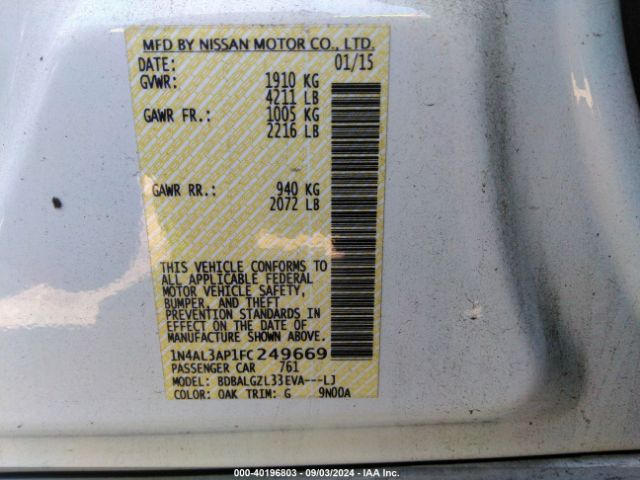 MFD BY NISSAN MOTOR CO., LTD.
DATE: 01/15
GVWR: 1910 KG
4211 LB
GAWR FR.: 1005 KG
2216 LB
GAWR RR.: 940 KG
2072 LB
THIS VEHICLE CONFORMS TO
ALL APPLICABLE FEDERAL
MOTOR VEHICLE SAFETY,
BUMPER, AND THEFT
PREVENTION STANDARDS IN
EFFECT ON THE DATE OF
MANUFACTURE SHOWN ABOVE.
1N4AL3AP1FC249669
PASSENGER CAR 761
MODEL: BDBALGZL33EVA---LJ
COLOR: QAK TRIM: G 9N00A
000-40196803 - 09/03/2024 - IAA Inc.